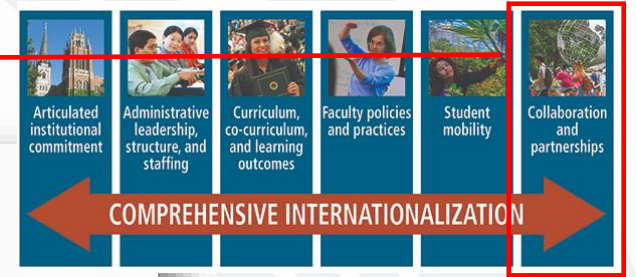 Articulated
institutional
commitment
Administrative
leadership,
structure, and
staffing
Curriculum,
co-curriculum,
and learning
outcomes
Faculty policies
and practices
Student
mobility
Collaboration
and
partnerships
COMPREHENSIVE INTERNATIONALIZATION